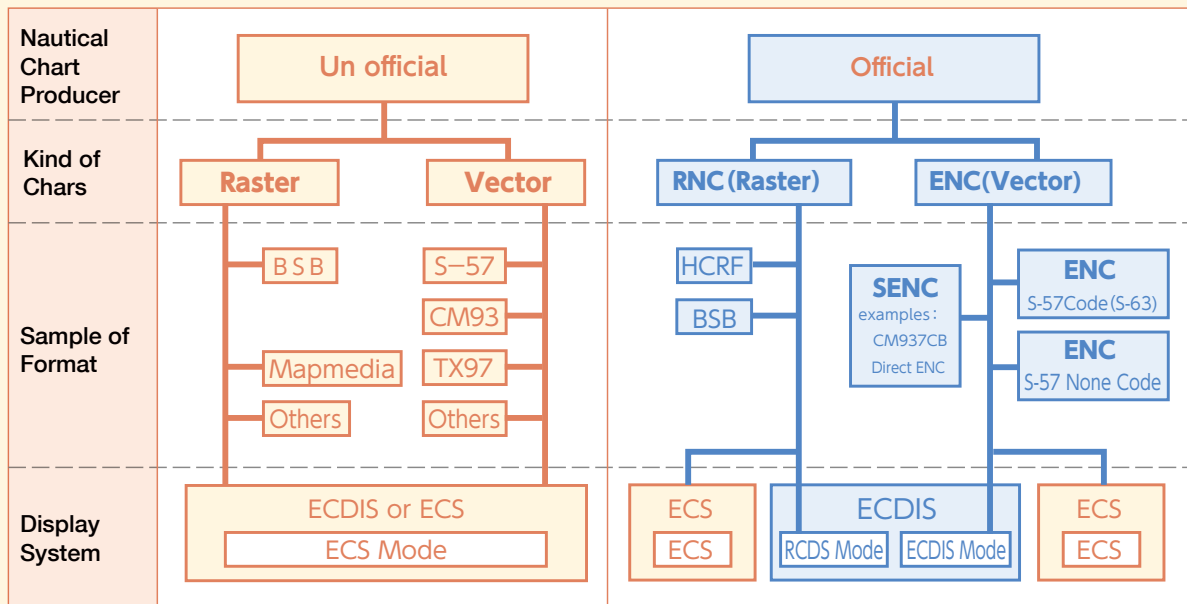 Nautical
Chart
Producer
Un official
Official
Kind of
Chars
Raster
Vector
RNC(Raster)
ENC(Vector)
Sample of
Format
BSB
Mapmedia
Others
S-57
CM93
TX97
Others
HCRF
BSB
SENC
examples:
CM937CB
Direct ENC
ENC
S-57Code(S-63)
ENC
S-57 None Code
Display
System
ECDIS or ECS
ECS Mode
ECS
ECS
ECDIS
RCDS Mode
ECDIS Mode
ECS
ECS